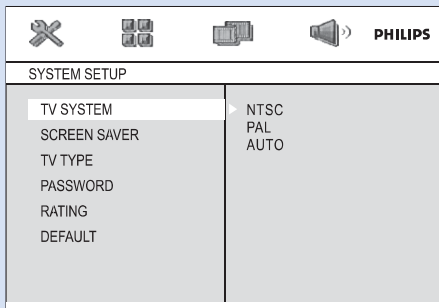 PHILIPS
SYSTEM SETUP
TV SYSTEM
SCREEN SAVER
TV TYPE
PASSWORD
RATING
DEFAULT
NTSC
PAL
AUTO